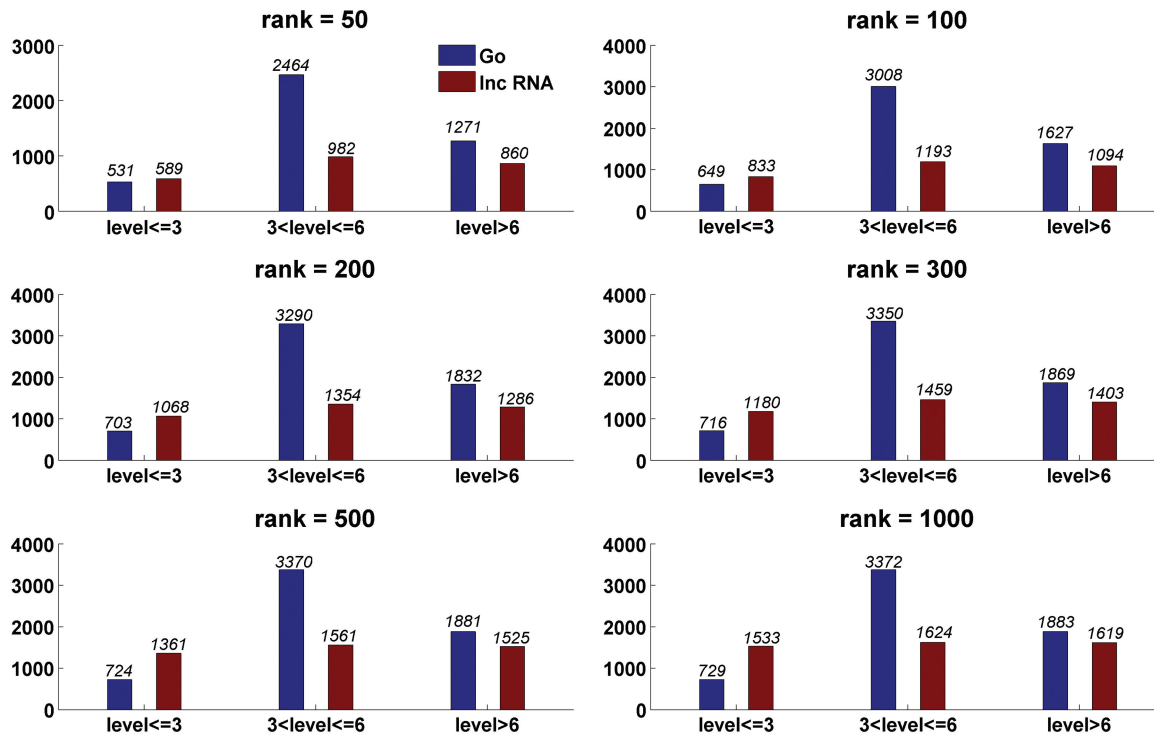 rank = 50
3000
2000
1000
0
Go
lnc RNA
531
589
2464
982
1271
860
level<=3
3<level<=6
level>6
rank = 100
4000
3000
2000
1000
0
649
833
3008
1193
1627
1094
level<=3
3<level<=6
level>6
rank = 200
4000
3000
2000
1000
0
703
1068
3290
1354
1832
1286
level<=3
3<level<=6
level>6
rank = 300
4000
3000
2000
1000
0
716
1180
3350
1459
1869
1403
level<=3
3<level<=6
level>6
rank = 500
4000
3000
2000
1000
0
724
1361
3370
1561
1881
1525
level<=3
3<level<=6
level>6
rank = 1000
4000
3000
2000
1000
0
729
1533
3372
1624
1883
1619
level<=3
3<level<=6
level>6